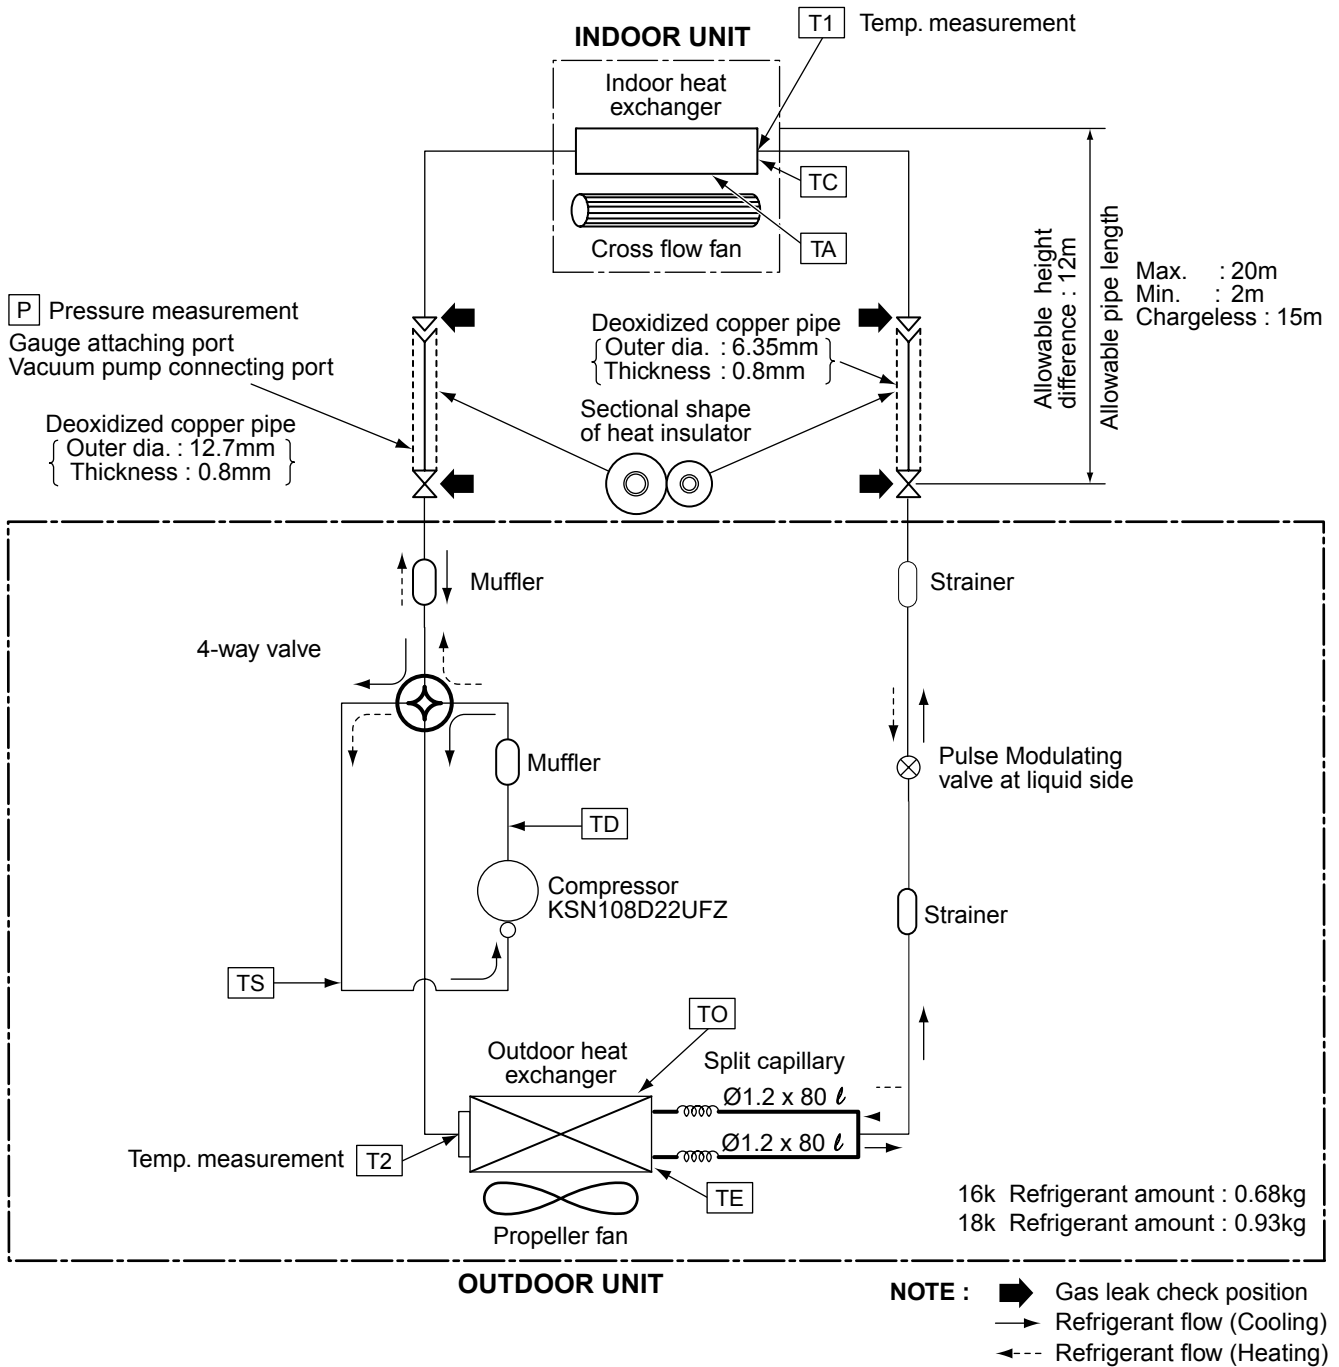 T1 Temp. measurement
INDOOR UNIT
Indoor heat
exchanger
TC
TA
Cross flow fan
Allowable height
difference : 12m
Allowable pipe length
Max. : 20m
Min. : 2m
Chargeless : 15m
P Pressure measurement
Gauge attaching port
Vacuum pump connecting port
Deoxidized copper pipe
Outer dia. : 12.7mm
Thickness : 0.8mm
Deoxidized copper pipe
Outer dia. : 6.35mm
Thickness : 0.8mm
Sectional shape
of heat insulator
Muffler
Strainer
4-way valve
Muffler
Pulse Modulating
valve at liquid side
TD
Compressor
KSN108D22UFZ
Strainer
TS
TO
Outdoor heat
exchanger
Split capillary
Ø1.2 x 80 ℓ
Ø1.2 x 80 ℓ
Temp. measurement T2
TE
Propeller fan
16k Refrigerant amount : 0.68kg
18k Refrigerant amount : 0.93kg
OUTDOOR UNIT
NOTE : Gas leak check position
Refrigerant flow (Cooling)
Refrigerant flow (Heating)